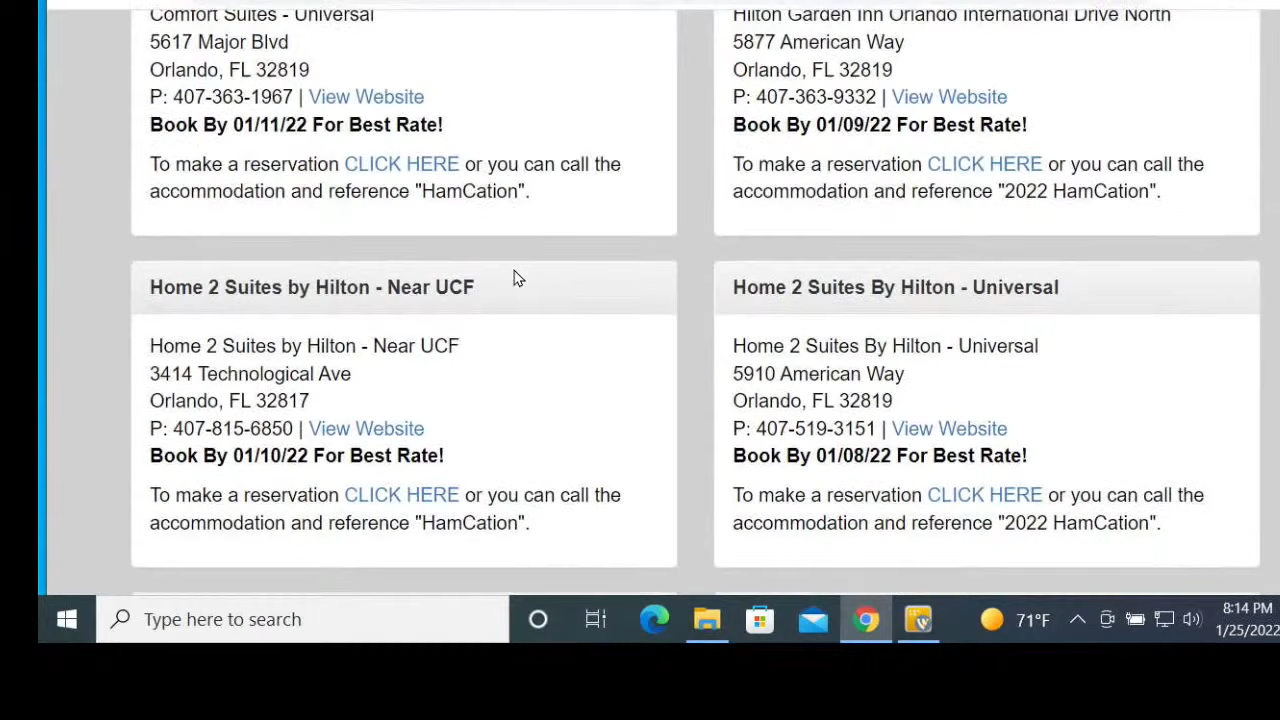 Comfort Suites - Universal
5617 Major Blvd
Orlando, FL 32819
P: 407-363-1967 | View Website
Book By 01/11/22 For Best Rate!
To make a reservation CLICK HERE or you can call the
accommodation and reference "HamCation".
Hilton Garden Inn Orlando International Drive North
5877 American Way
Orlando, FL 32819
P: 407-363-9332 | View Website
Book By 01/09/22 For Best Rate!
To make a reservation CLICK HERE or you can call the
accommodation and reference "2022 HamCation".
Home 2 Suites by Hilton - Near UCF
Home 2 Suites by Hilton - Near UCF
3414 Technological Ave
Orlando, FL 32817
P: 407-815-6850 | View Website
Book By 01/10/22 For Best Rate!
To make a reservation CLICK HERE or you can call the
accommodation and reference "HamCation".
Home 2 Suites By Hilton - Universal
Home 2 Suites By Hilton - Universal
5910 American Way
Orlando, FL 32819
P: 407-519-3151 | View Website
Book By 01/08/22 For Best Rate!
To make a reservation CLICK HERE or you can call the
accommodation and reference "2022 HamCation".
Type here to search
71°F
8:14 PM
1/25/2022